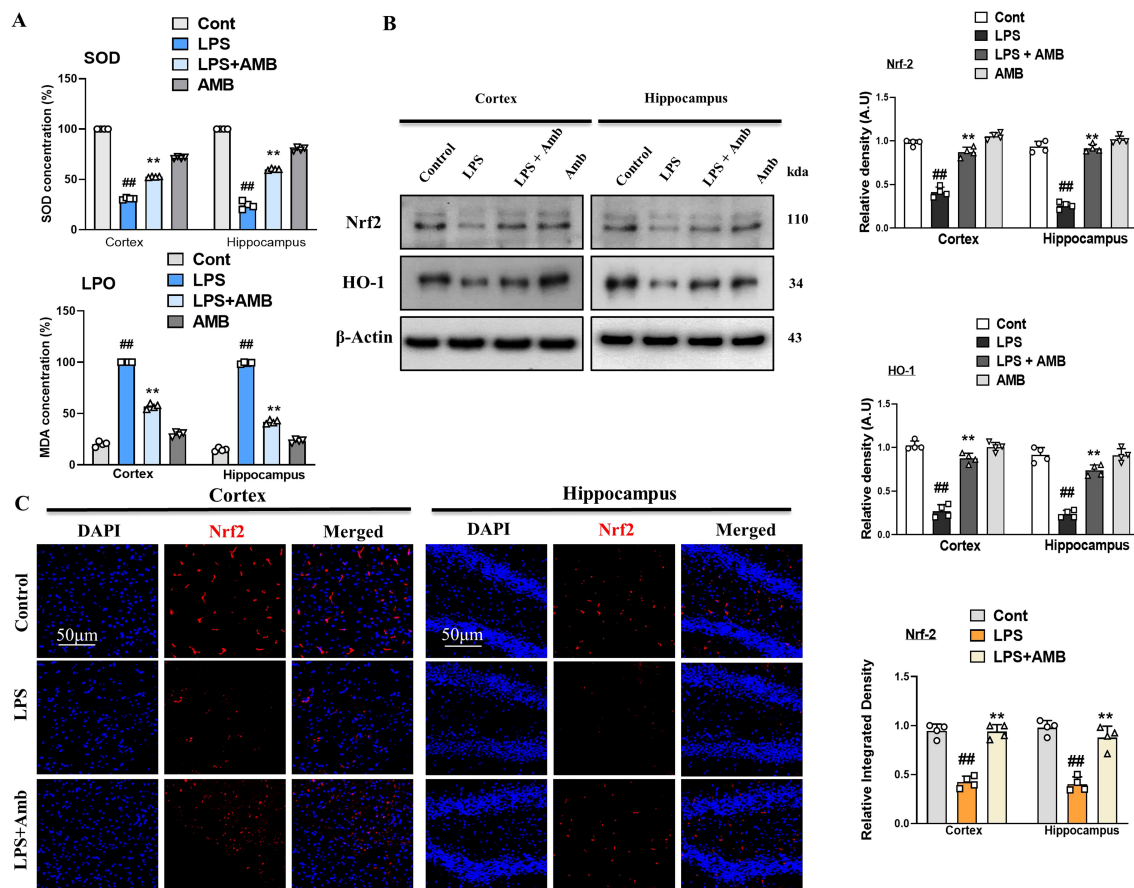 A
Cont
LPS
LPS+AMB
AMB
SOD
SOD concentration (%)
150
100
50
0
##
**
##
**
Cortex
Hippocampus
LPO
Cont
LPS
LPS+AMB
AMB
MDA concentration (%)
150
100
50
0
##
**
##
**
Cortex
Hippocampus
B
Cortex
Hippocampus
Control
LPS
LPS + Amb
Amb
Control
LPS
LPS + Amb
Amb
kda
Nrf2
110
HO-1
34
β-Actin
43
Cont
LPS
LPS + AMB
AMB
Nrf-2
Relative density (A.U)
1.5
1.0
0.5
0.0
##
**
##
**
Cortex
Hippocampus
Cont
LPS
LPS + AMB
AMB
HO-1
Relative density (A.U)
1.5
1.0
0.5
0.0
##
**
##
**
Cortex
Hippocampus
C
Cortex
Hippocampus
DAPI
Nrf2
Merged
DAPI
Nrf2
Merged
Control
50μm
50μm
LPS
LPS+Amb
Cont
LPS
LPS+AMB
Nrf-2
Relative Integrated Density
1.5
1.0
0.5
0.0
##
**
##
**
Cortex
Hippocampus